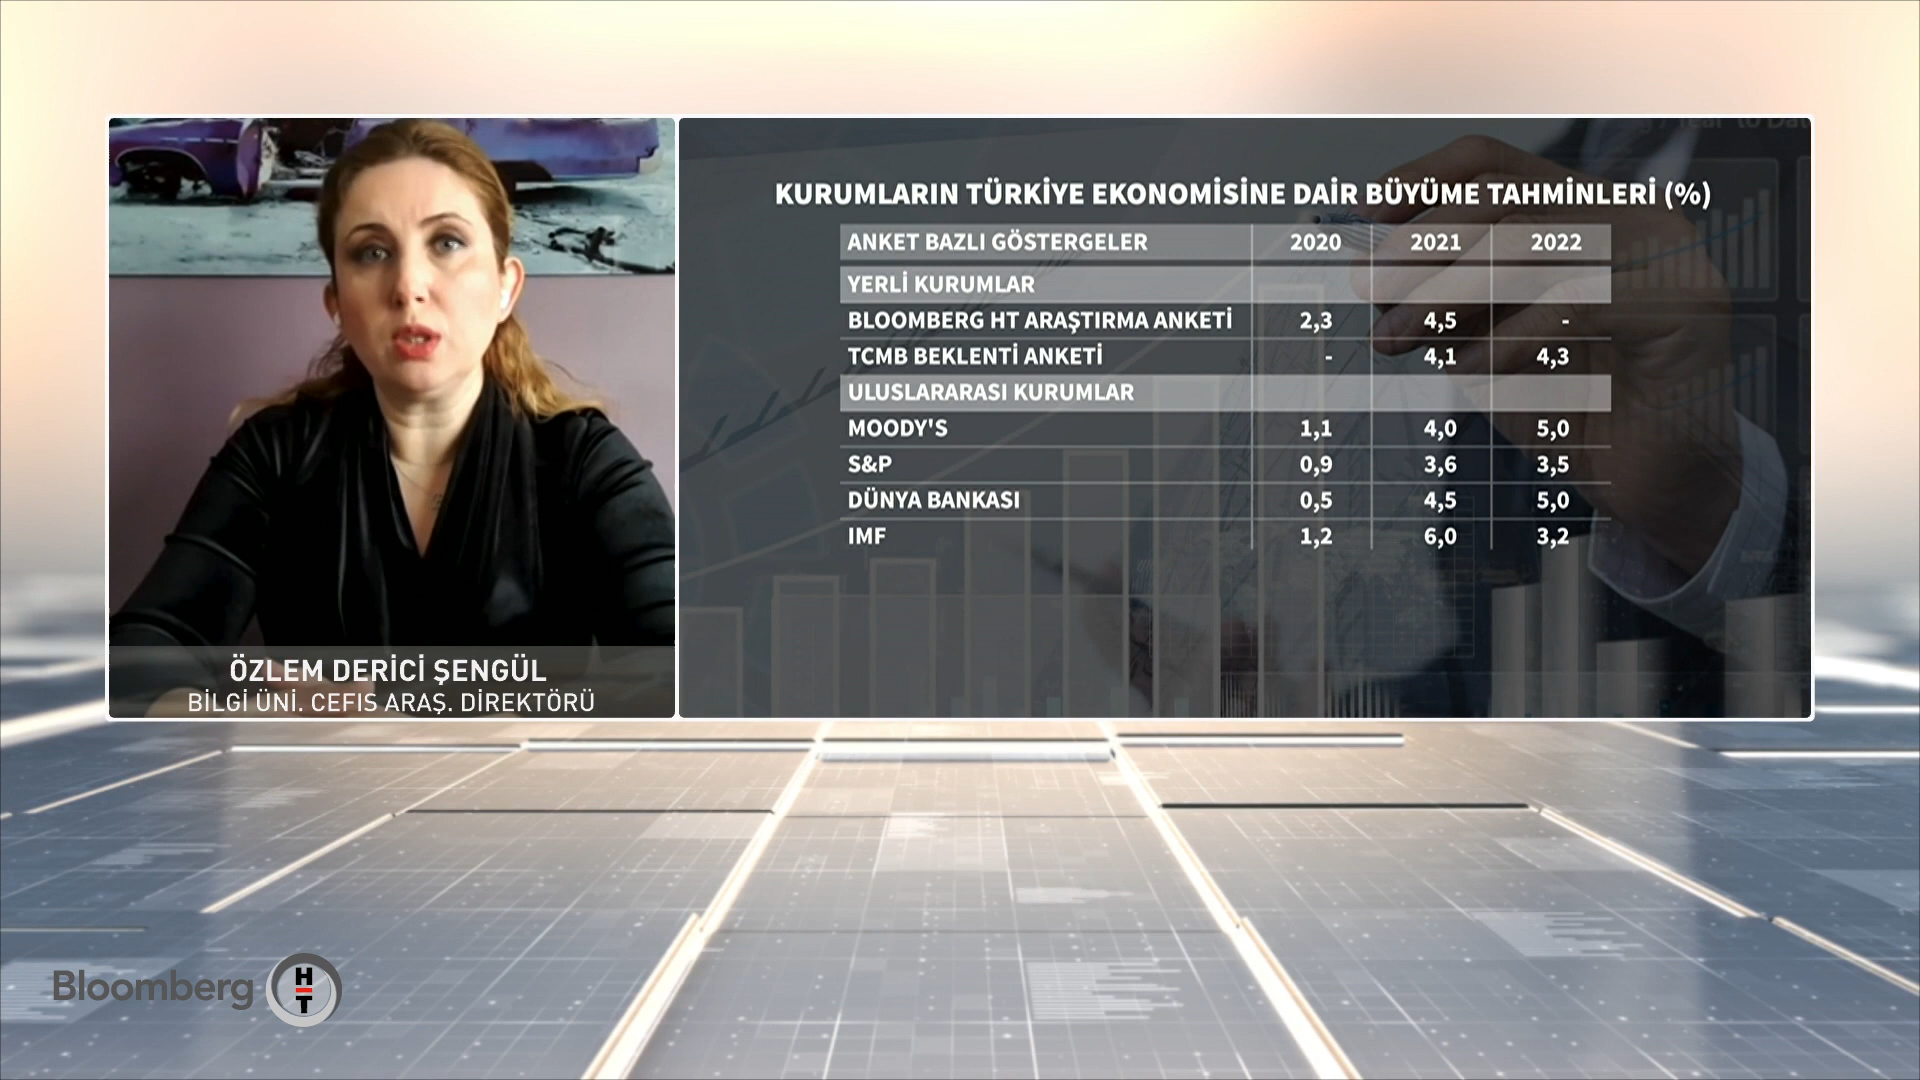 KURUMLARIN TÜRKİYE EKONOMİSİNE DAİR BÜYÜME TAHMİNLERİ (%)
ANKET BAZLI GÖSTERGELER 2020 2021 2022
YERLİ KURUMLAR
BLOOMBERG HT ARAŞTIRMA ANKETİ 2,3 4,5 -
TCMB BEKLENTİ ANKETİ - 4,1 4,3
ULUSLARARASI KURUMLAR
MOODY'S 1,1 4,0 5,0
S&P 0,9 3,6 3,5
DÜNYA BANKASI 0,5 4,5 5,0
IMF 1,2 6,0 3,2
ÖZLEM DERİCİ ŞENGÜL
BİLGİ ÜNİ. CEFIS ARAŞ. DİREKTÖRÜ
Bloomberg HT